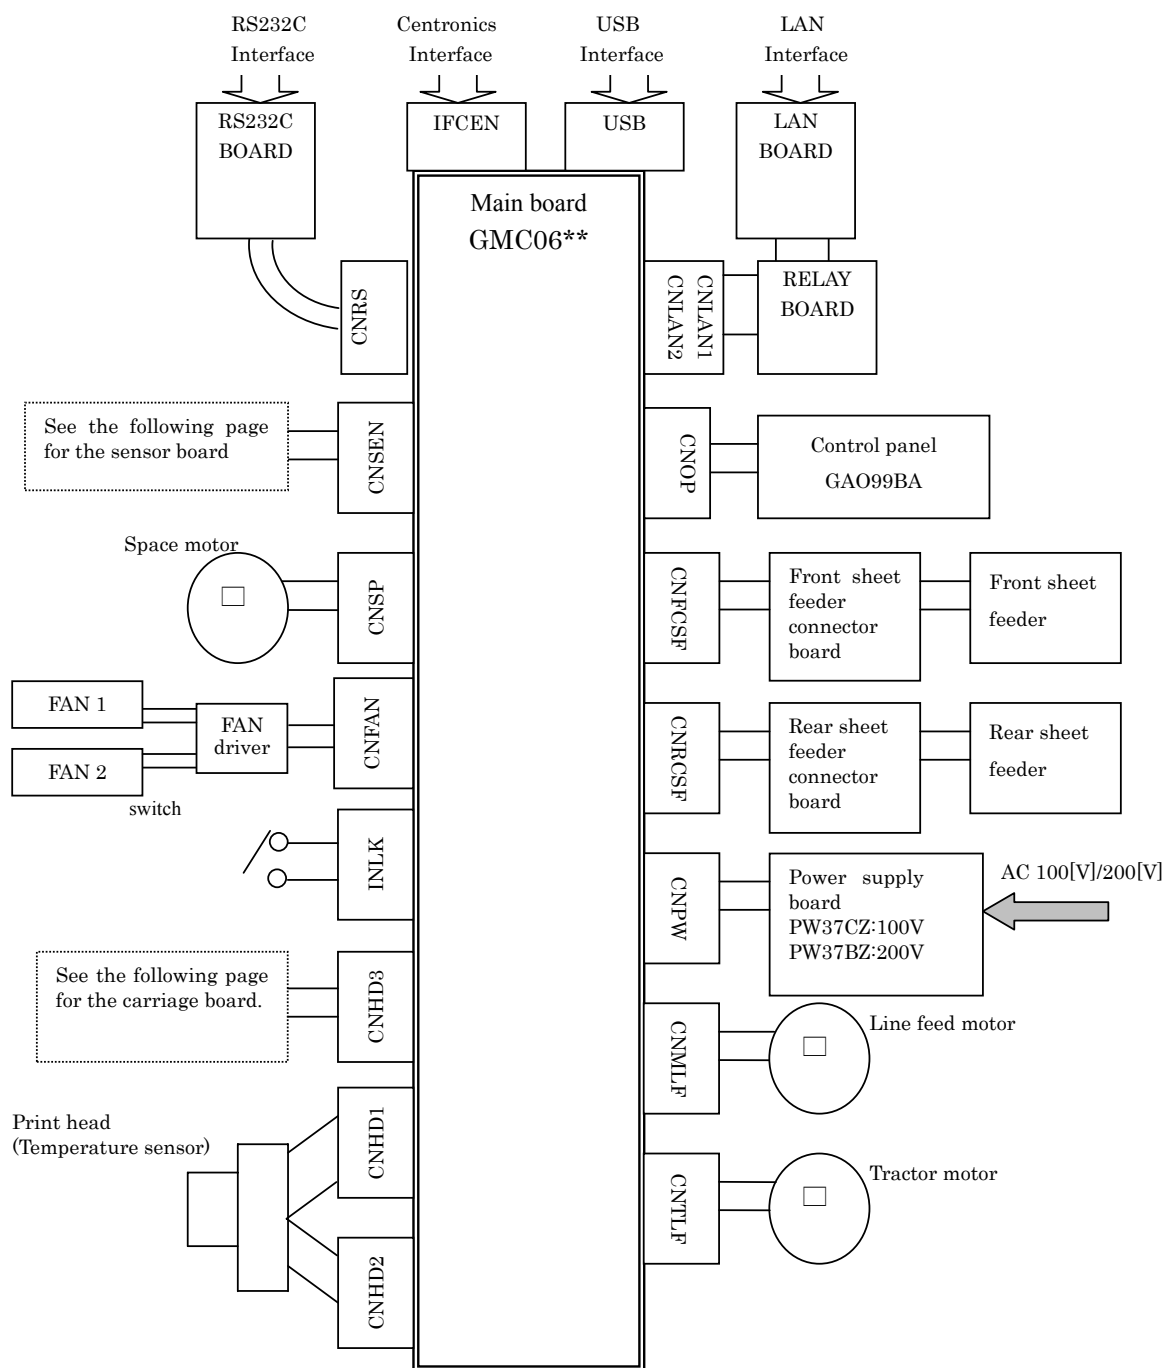 RS232C
Interface
Centronics
Interface
USB
Interface
LAN
Interface
RS232C
BOARD
IFCEN
USB
LAN
BOARD
Main board
GMC06**
CNRS
CNLAN1
CNLAN2
RELAY
BOARD
See the following page
for the sensor board
CNSEN
CNOP
Control panel
GAO99BA
Space motor
CNSP
CNFCSF
Front sheet
feeder
connector
board
Front sheet
feeder
FAN 1
FAN 2
FAN
driver
CNFAN
CNRCSF
Rear sheet
feeder
connector
board
Rear sheet
feeder
switch
INLK
CNPW
Power supply
board
PW37CZ:100V
PW37BZ:200V
AC 100[V]/200[V]
See the following page
for the carriage board.
CNHD3
CNMLF
Line feed motor
Print head
(Temperature sensor)
CNHD1
CNTLF
Tractor motor
CNHD2